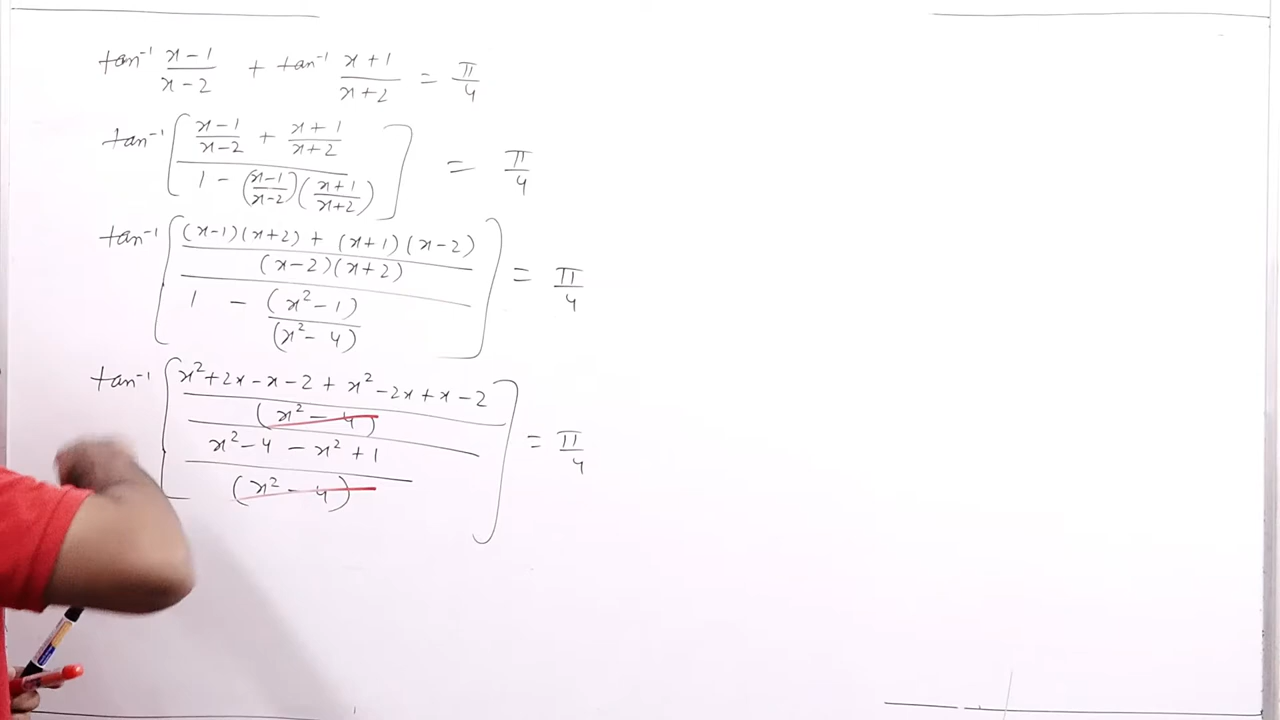 tan⁻¹ (x-1)/(x-2) + tan⁻¹ (x+1)/(x+2) = π/4
tan⁻¹ [ ( (x-1)/(x-2) + (x+1)/(x+2) ) / ( 1 - ((x-1)/(x-2)) ((x+1)/(x+2)) ) ] = π/4
tan⁻¹ [ ( ((x-1)(x+2) + (x+1)(x-2)) / ((x-2)(x+2)) ) / ( 1 - (x²-1)/(x²-4) ) ] = π/4
tan⁻¹ [ ( (x²+2x-x-2+x²-2x+x-2) / (x²-4) ) / ( (x²-4-x²+1) / (x²-4) ) ] = π/4